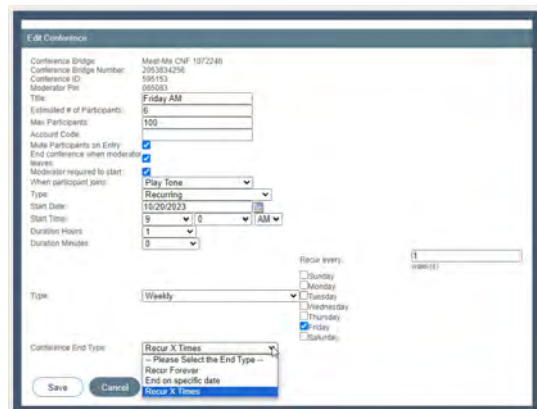 Edit Conference
Conference Bridge: Meet-Me CNF 1072246
Conference Bridge Number: 2053834256
Conference ID: 595153
Moderator Pin: 065083
Title: Friday AM
Estimated # of Participants: 6
Max Participants: 100
Account Code:
Mute Participants on Entry
End conference when moderator
leaves:
Moderator required to start:
When participant joins: Play Tone
Type: Recurring
Start Date: 10/20/2023
Start Time: 9 0 AM
Duration Hours 1
Duration Minutes 0
Recur every: 1
week(s)
Sunday
Monday
Type: Weekly Tuesday
Wednesday
Thursday
Friday
Saturday
Conference End Type: Recur X Times
-- Please Select the End Type --
Recur Forever
End on specific date
Recur X Times
Save Cancel